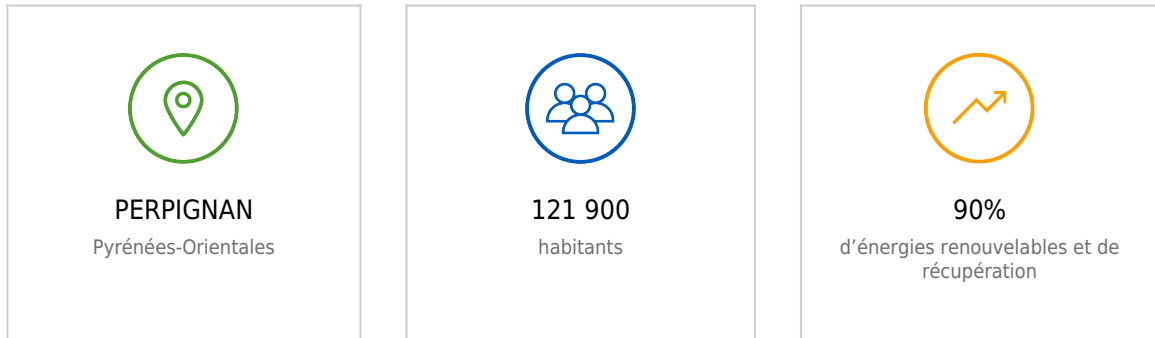 PERPIGNAN
Pyrénées-Orientales
121 900
habitants
90%
d’énergies renouvelables et de
récupération